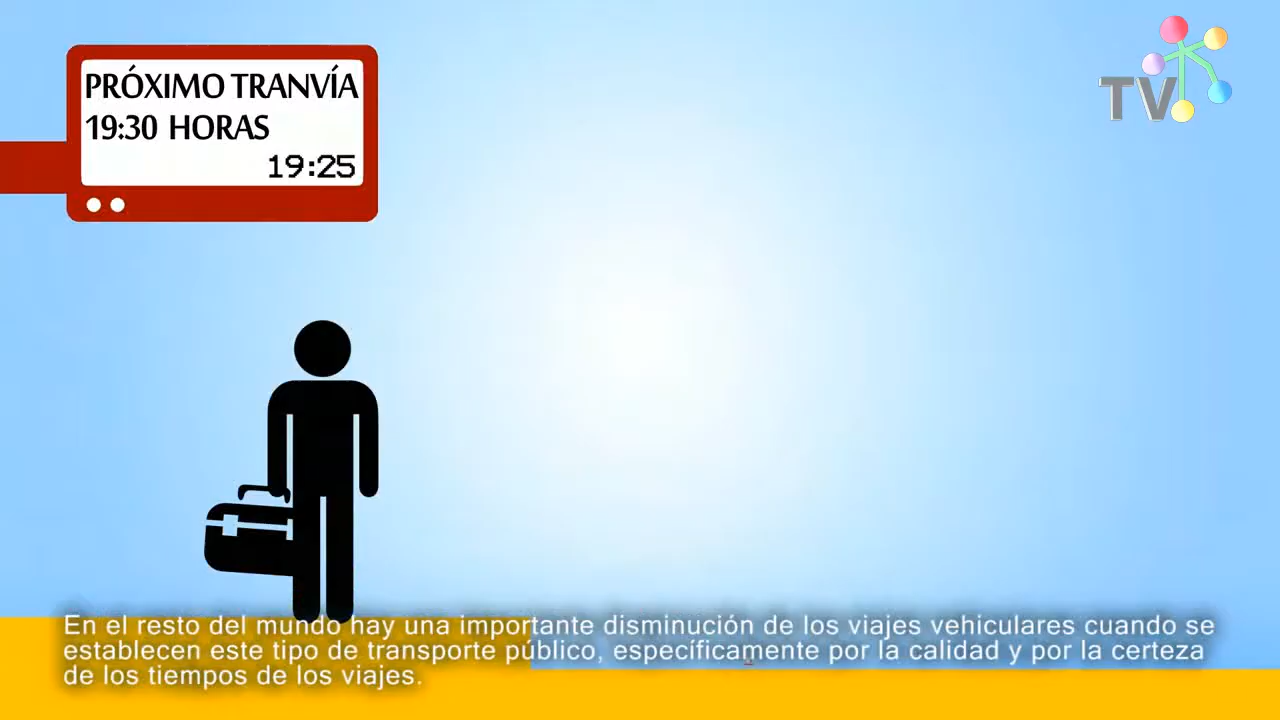 PRÓXIMO TRANVÍA
19:30 HORAS
19:25
TV
En el resto del mundo hay una importante disminución de los viajes vehiculares cuando se
establecen este tipo de transporte público, específicamente por la calidad y por la certeza
de los tiempos de los viajes.